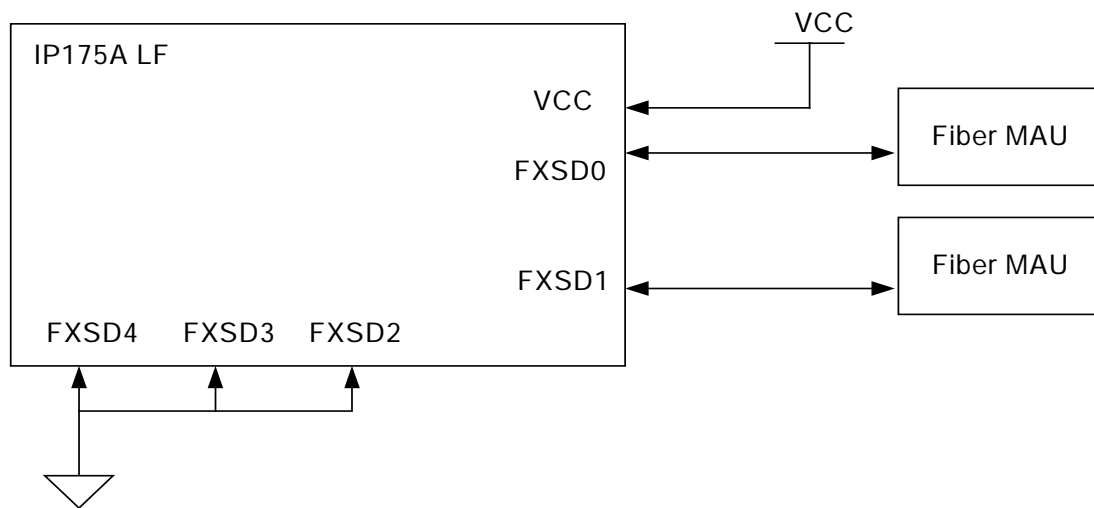 VCC
IP175A LF
VCC
Fiber MAU
FXSD0
Fiber MAU
FXSD1
FXSD4 FXSD3 FXSD2